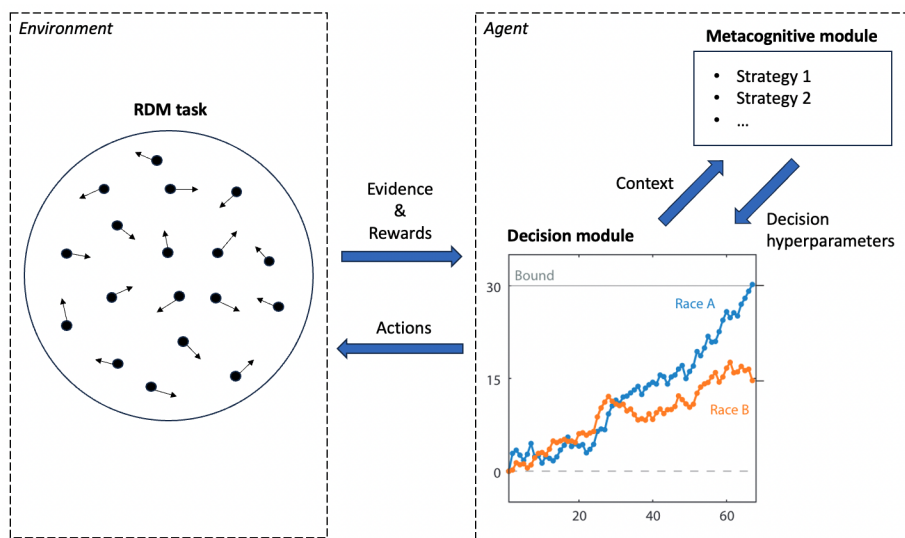 Environment
RDM task
Evidence
&
Rewards
Actions
Agent
Metacognitive module
• Strategy 1
• Strategy 2
• ...
Context
Decision
hyperparameters
Decision module
Bound
30
15
0
Race A
Race B
20
40
60